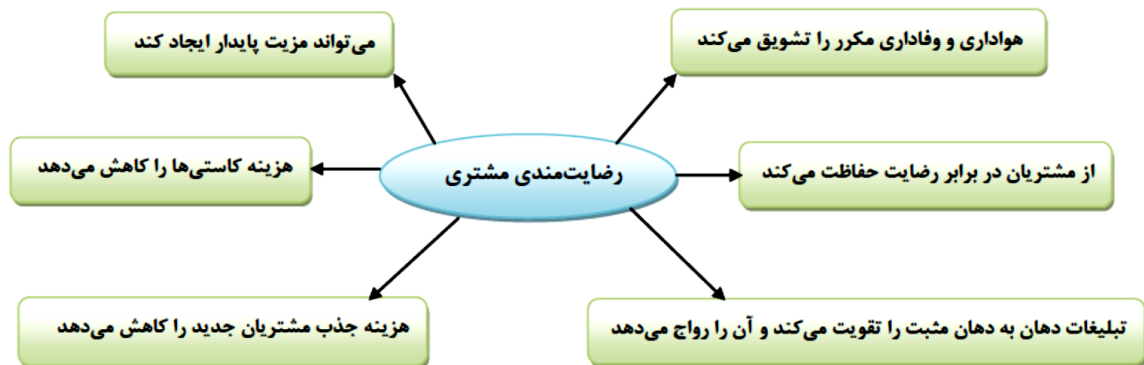 هواداری و وفاداری مکرر را تشویق می‌کند
می‌تواند مزیت پایدار ایجاد کند
از مشتریان در برابر رضایت حفاظت می‌کند
رضایت‌مندی مشتری
هزینه کاستی‌ها را کاهش می‌دهد
تبلیغات دهان به دهان مثبت را تقویت می‌کند و آن را رواج می‌دهد
هزینه جذب مشتریان جدید را کاهش می‌دهد